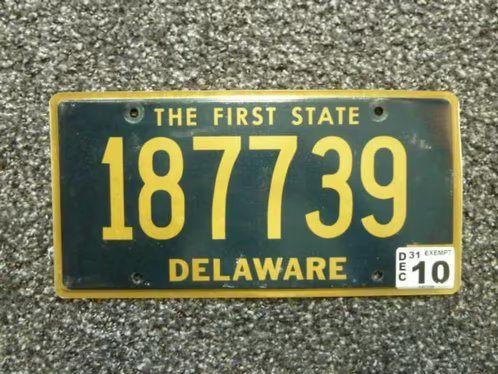 THE FIRST STATE
187739
DELAWARE
DEC 31 EXEMPT
10